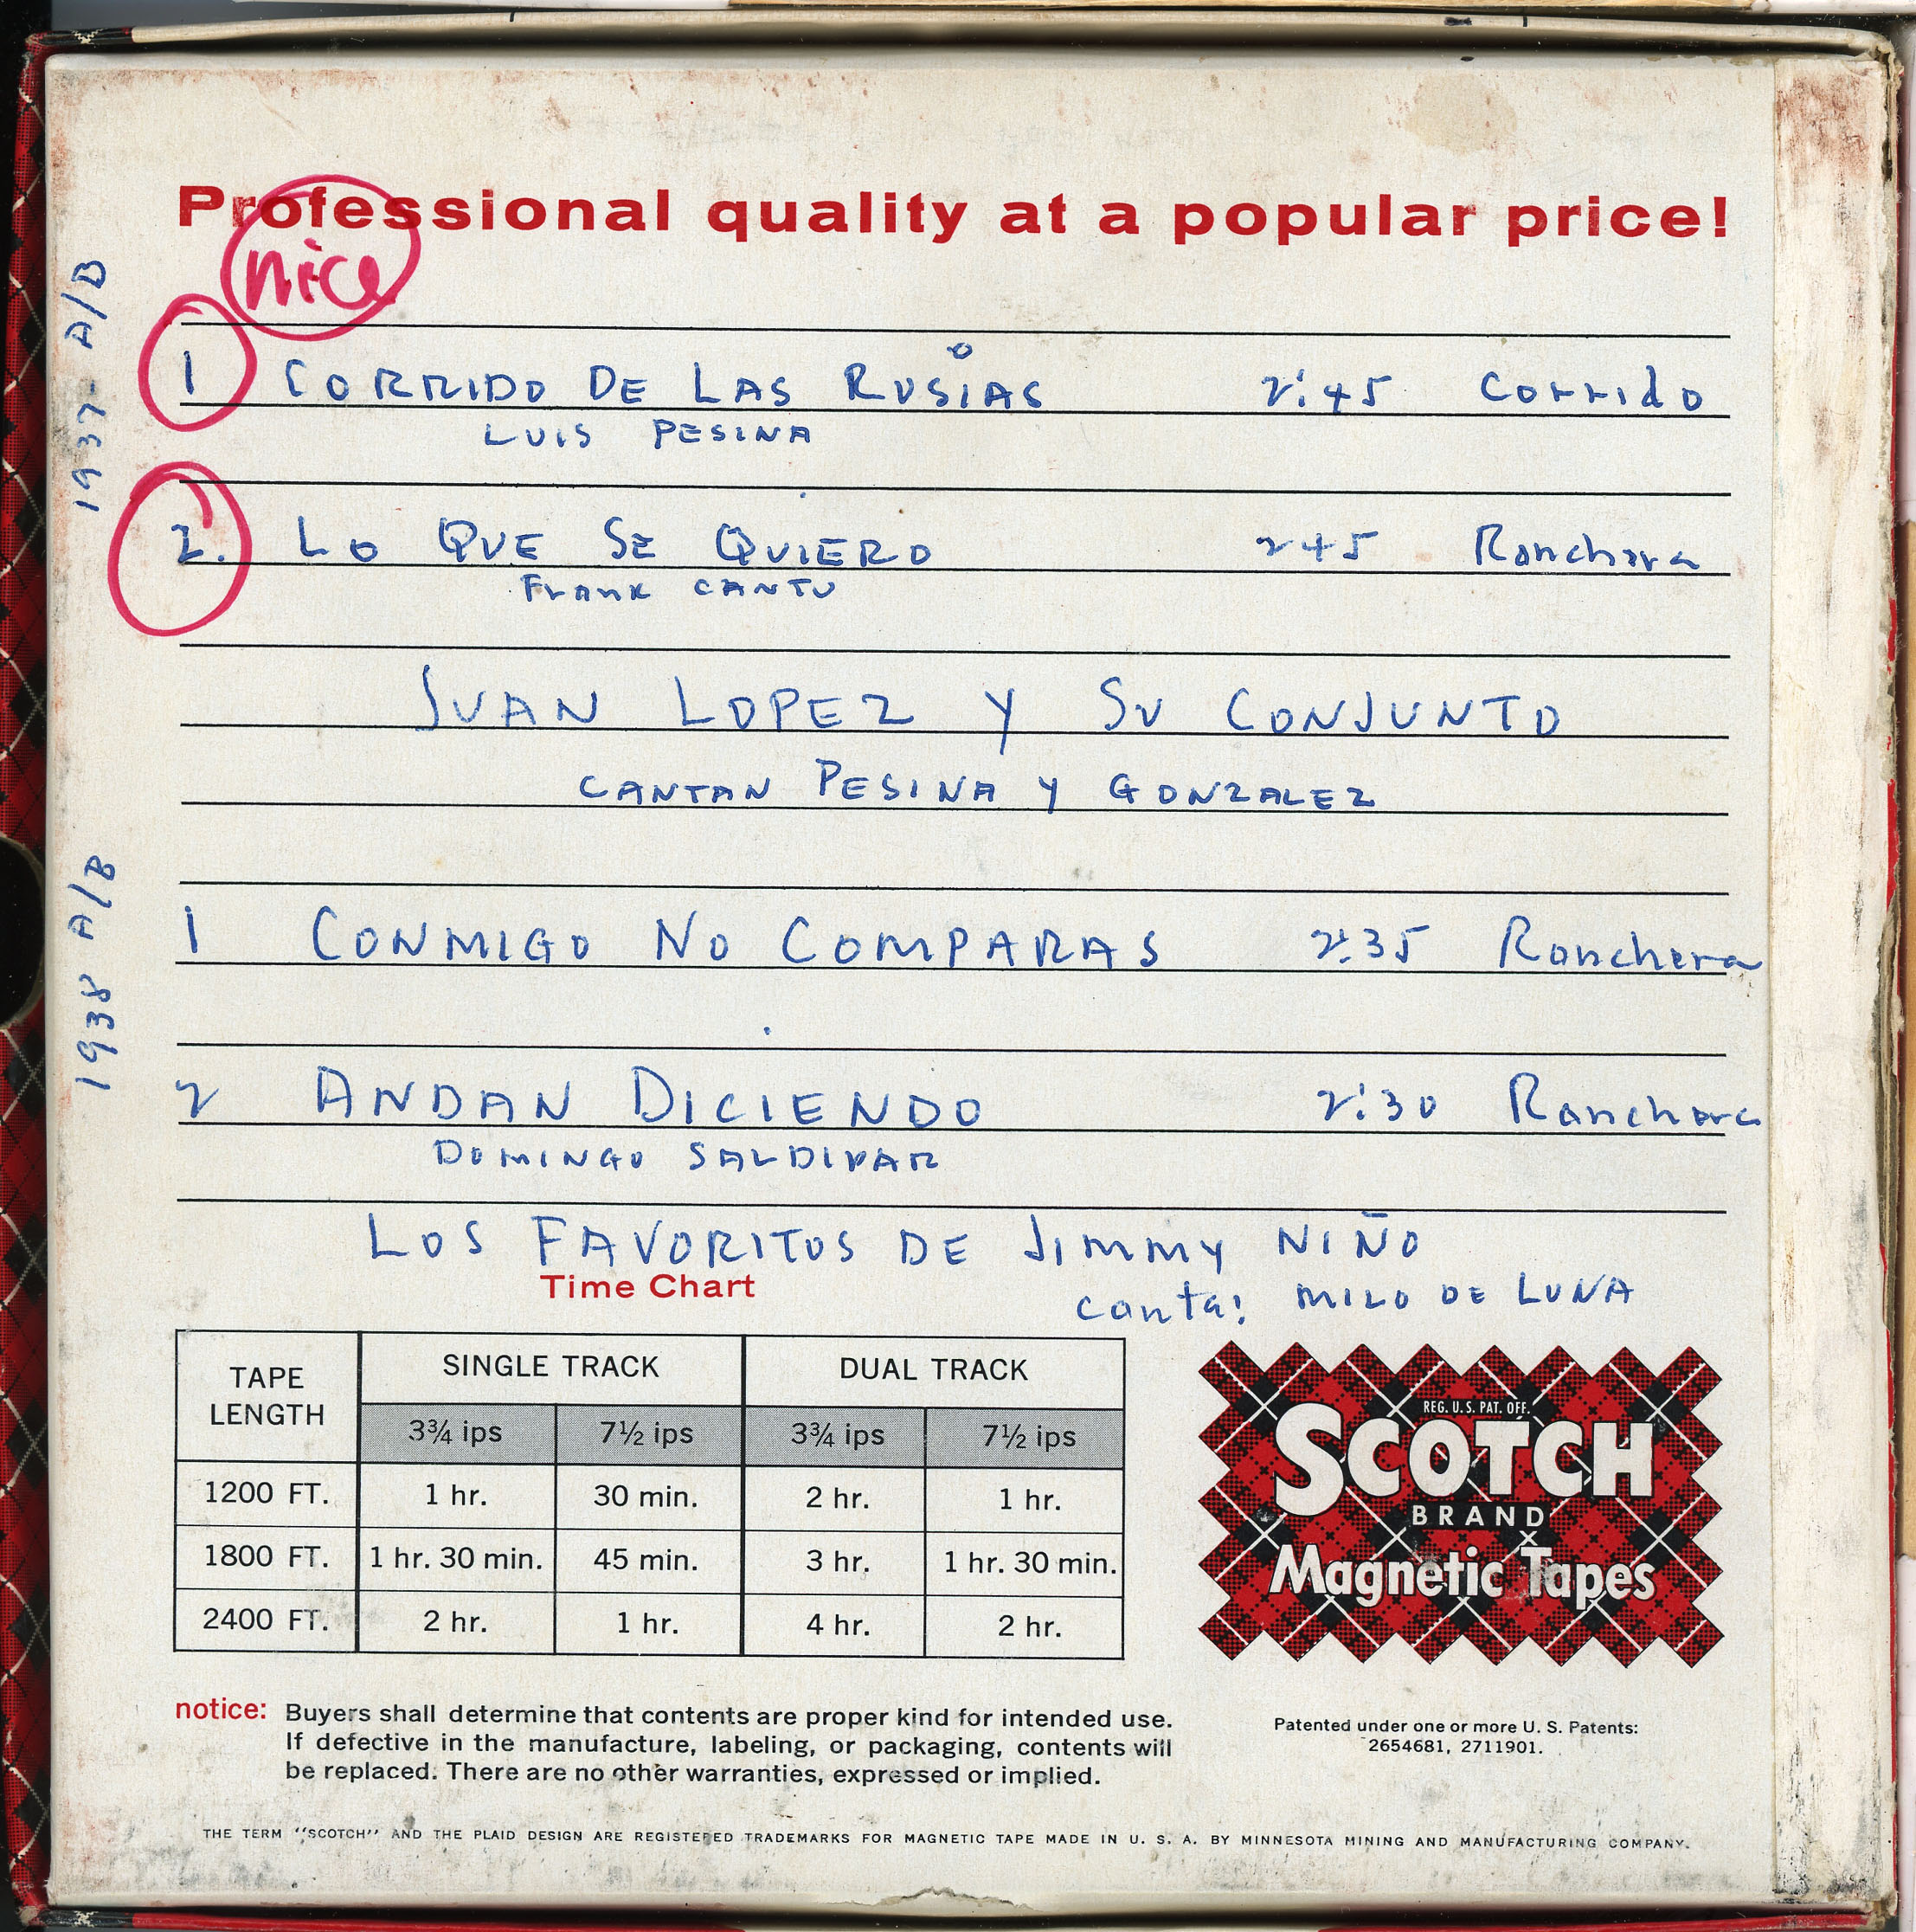 Professional quality at a popular price!
nice
1937- A/B
1 CORRIDO DE LAS RUSIAS 2:45 Corrido
LUIS PESINA
2. LO QUE SE QUIERO 245 Ranchera
Frank CANTU
JUAN LOPEZ Y SU CONJUNTO
CANTAN PESINA Y GONZALEZ
1938 A/B
1 CONMIGO NO COMPARAS 2:35 Ranchera
2 ANDAN DICIENDO 2:30 Ranchera
DOMINGO SALDIVAR
LOS FAVORITOS DE JIMMY NIÑO
canta: MILO DE LUNA
Time Chart
TAPE LENGTH SINGLE TRACK DUAL TRACK
3¾ ips 7½ ips 3¾ ips 7½ ips
1200 FT. 1 hr. 30 min. 2 hr. 1 hr.
1800 FT. 1 hr. 30 min. 45 min. 3 hr. 1 hr. 30 min.
2400 FT. 2 hr. 1 hr. 4 hr. 2 hr.
REG. U.S. PAT. OFF.
SCOTCH
BRAND
Magnetic Tapes
notice: Buyers shall determine that contents are proper kind for intended use.
If defective in the manufacture, labeling, or packaging, contents will
be replaced. There are no other warranties, expressed or implied.
Patented under one or more U. S. Patents:
2654681, 2711901.
THE TERM "SCOTCH" AND THE PLAID DESIGN ARE REGISTERED TRADEMARKS FOR MAGNETIC TAPE MADE IN U. S. A. BY MINNESOTA MINING AND MANUFACTURING COMPANY.